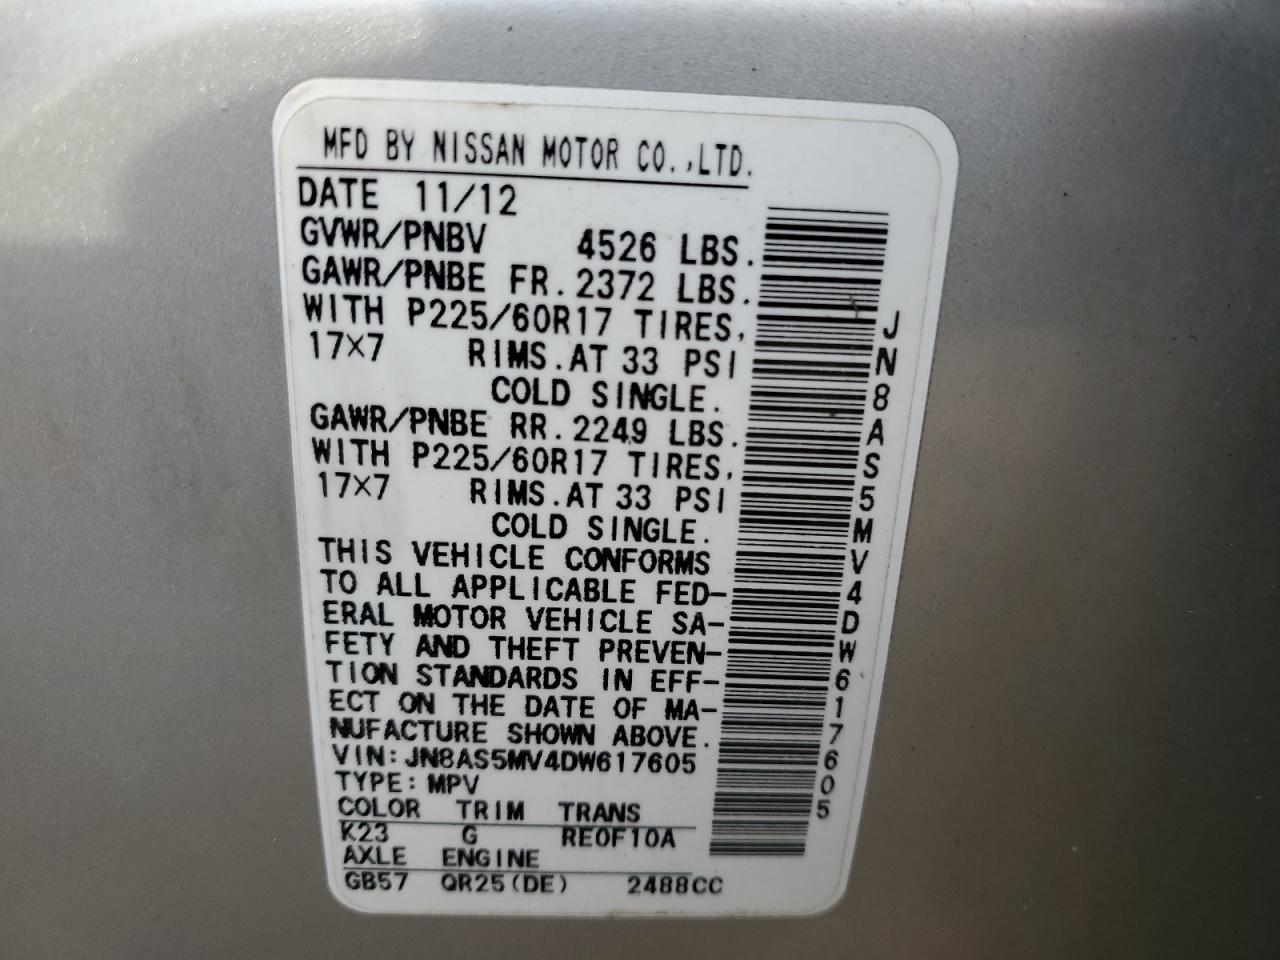 MFD BY NISSAN MOTOR CO.,LTD.
DATE 11/12
GVWR/PNBV 4526 LBS.
GAWR/PNBE FR. 2372 LBS.
WITH P225/60R17 TIRES,
17×7 RIMS. AT 33 PSI
COLD SINGLE.
GAWR/PNBE RR. 2249 LBS.
WITH P225/60R17 TIRES,
17×7 RIMS. AT 33 PSI
COLD SINGLE.
THIS VEHICLE CONFORMS
TO ALL APPLICABLE FED-
ERAL MOTOR VEHICLE SA-
FETY AND THEFT PREVEN-
TION STANDARDS IN EFF-
ECT ON THE DATE OF MA-
NUFACTURE SHOWN ABOVE.
VIN: JN8AS5MV4DW617605
TYPE: MPV
COLOR TRIM TRANS
K23 G RE0F10A
AXLE ENGINE
GB57 QR25(DE) 2488CC
JN8AS5MV4DW617605